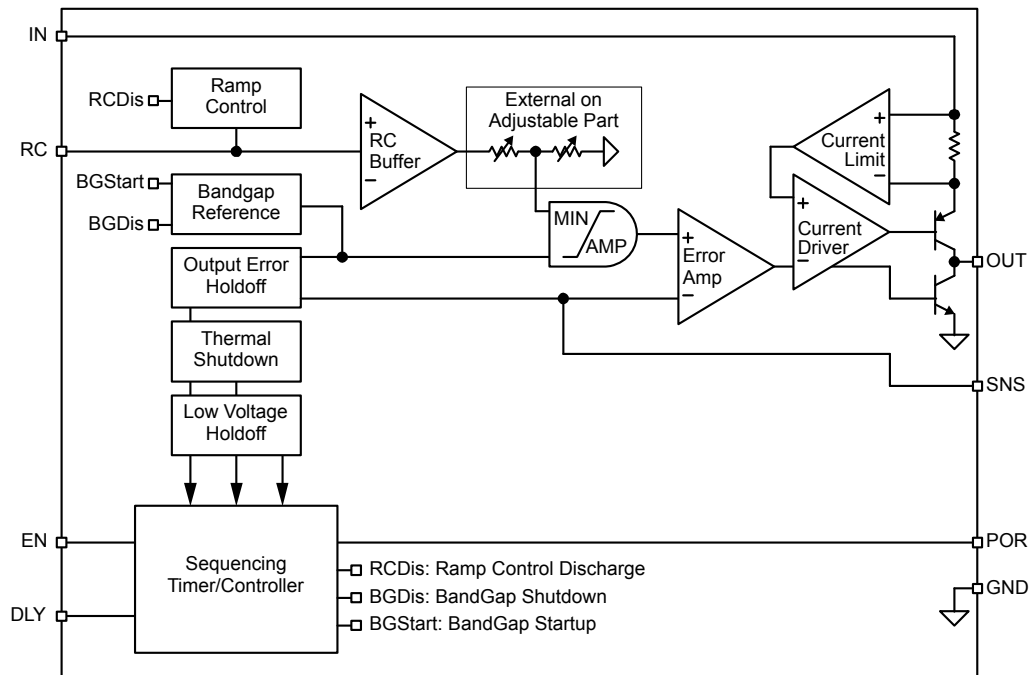 IN
RCDis
Ramp
Control
RC
+
RC
Buffer
−
External on
Adjustable Part
+
Current
Limit
−
BGStart
BGDis
Bandgap
Reference
MIN
AMP
+
Error
Amp
−
+
Current
Driver
−
OUT
Output Error
Holdoff
Thermal
Shutdown
SNS
Low Voltage
Holdoff
EN
DLY
Sequencing
Timer/Controller
POR
RCDis: Ramp Control Discharge
BGDis: BandGap Shutdown
BGStart: BandGap Startup
GND